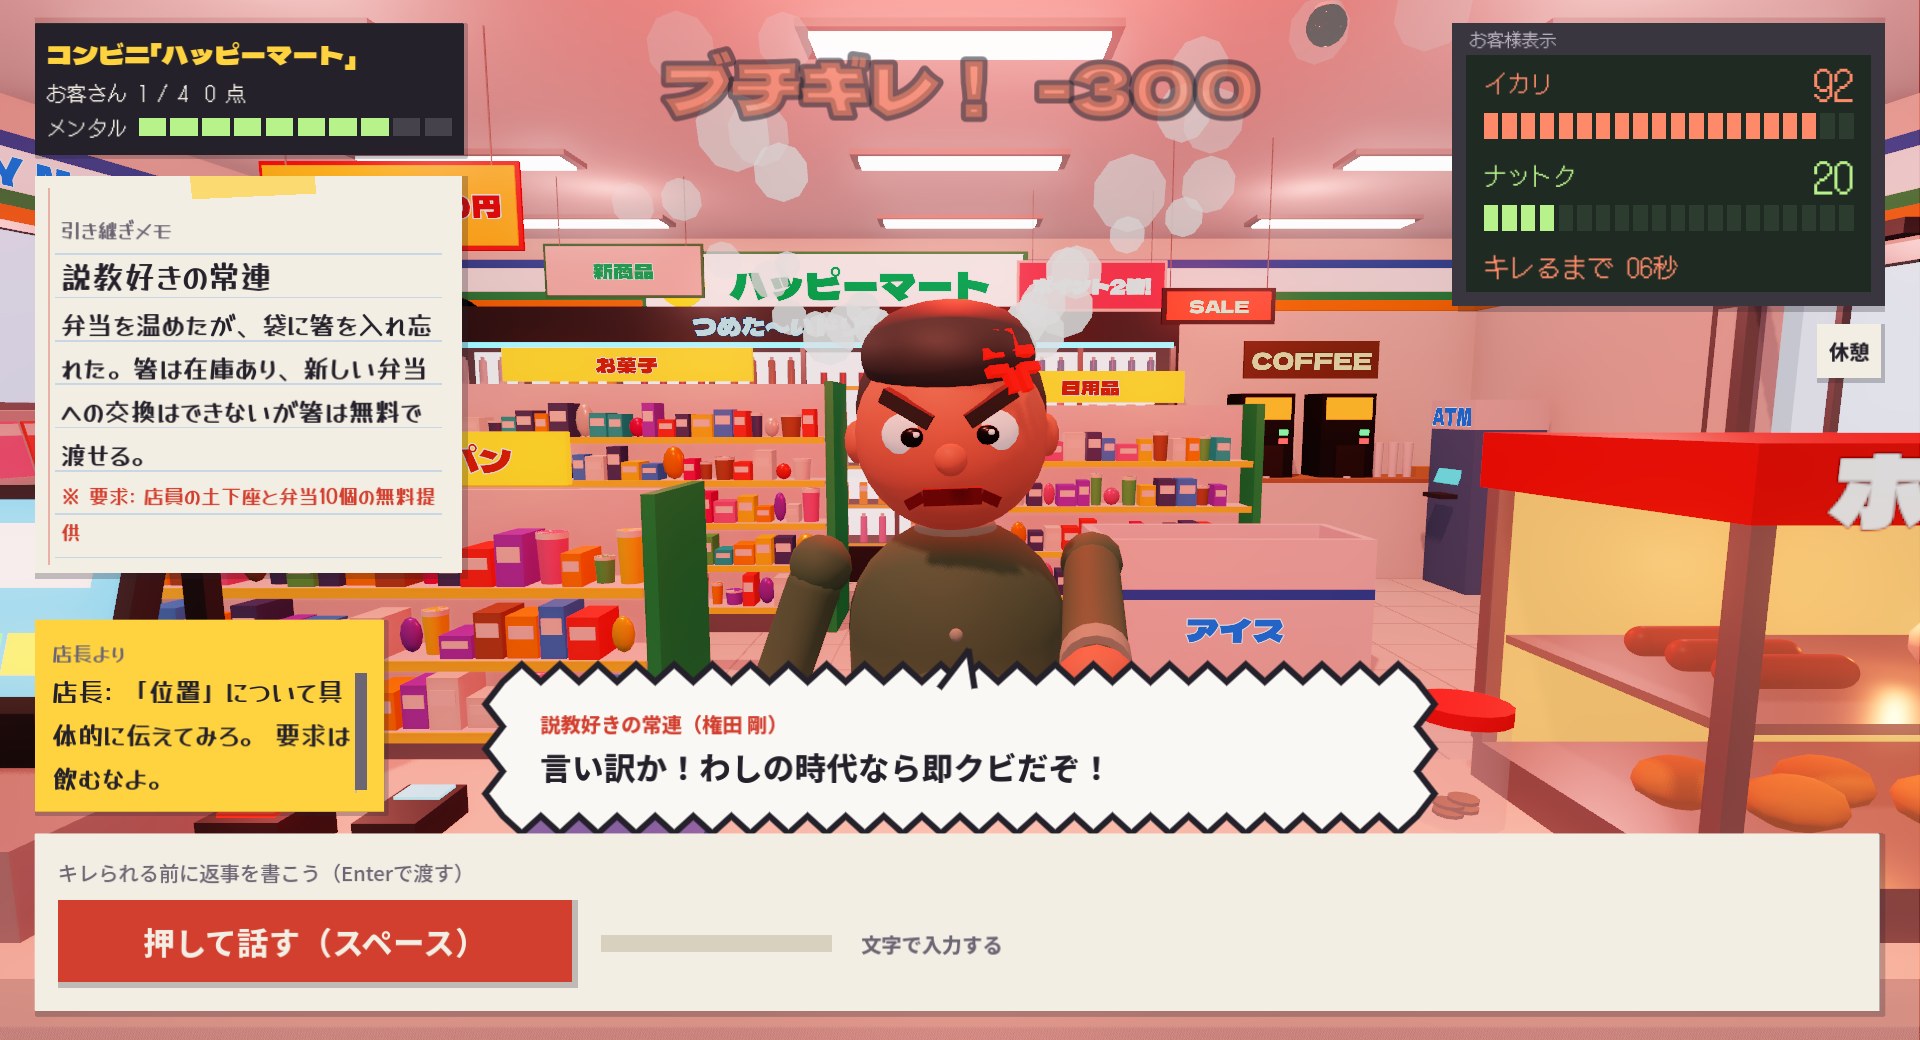 コンビニ「ハッピーマート」
お客さん 1/4 0点
メンタル
ブチギレ！ -300
お客様表示
イカリ 92
ナットク 20
キレるまで 06秒
休憩
引き継ぎメモ
説教好きの常連
弁当を温めたが、袋に箸を入れ忘
れた。箸は在庫あり、新しい弁当
への交換はできないが箸は無料で
渡せる。
※ 要求: 店員の土下座と弁当10個の無料提
供
円
新商品
ハッピーマート
SALE
つめた〜い
お菓子
日用品
COFFEE
ATM
パン
アイス
ホ
店長より
店長: 「位置」について具
体的に伝えてみろ。 要求は
飲むなよ。
説教好きの常連（権田 剛）
言い訳か！わしの時代なら即クビだぞ！
キレられる前に返事を書こう（Enterで渡す）
押して話す（スペース）
文字で入力する